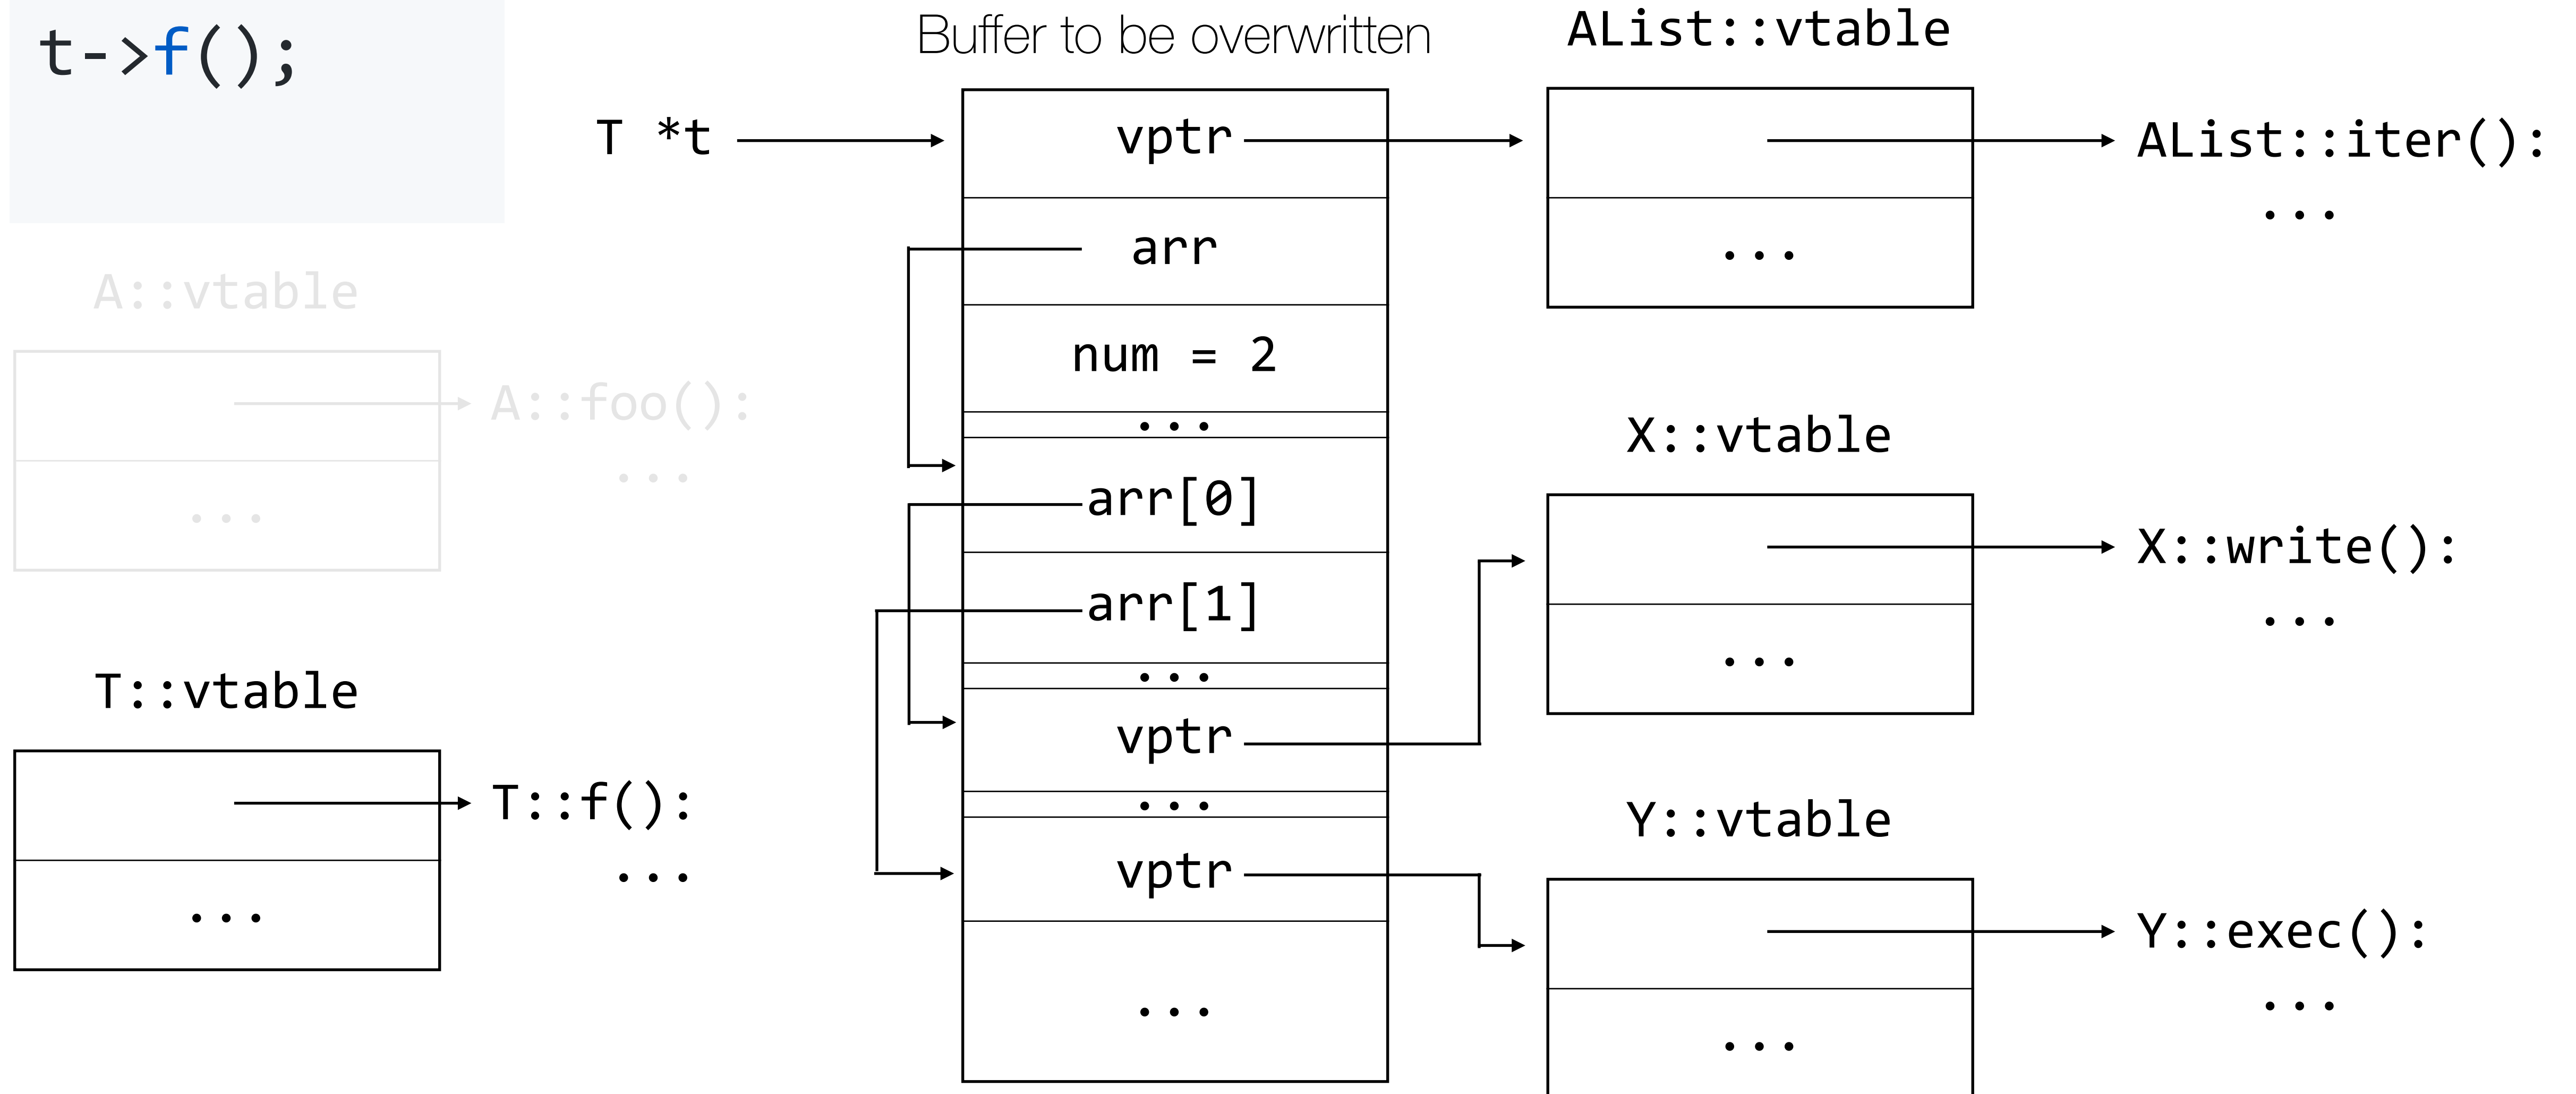 t->f();
A::vtable
A::foo():
...
...
T::vtable
T::f():
...
...
Buffer to be overwritten
T *t
vptr
arr
num = 2
...
arr[0]
arr[1]
...
vptr
...
vptr
...
AList::vtable
AList::iter():
...
...
X::vtable
X::write():
...
...
Y::vtable
Y::exec():
...
...